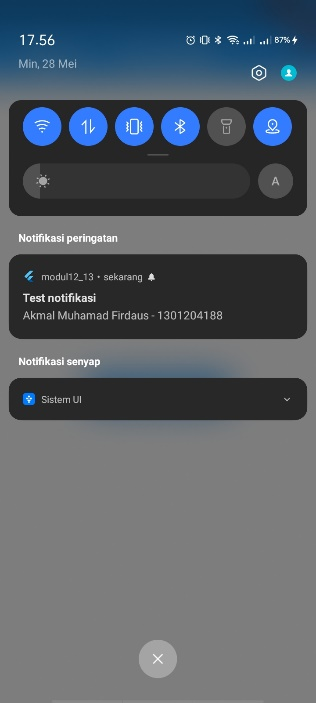 17.56
87%
Min, 28 Mei
A
Notifikasi peringatan
modul12_13 • sekarang
Test notifikasi
Akmal Muhamad Firdaus - 1301204188
Notifikasi senyap
Sistem UI